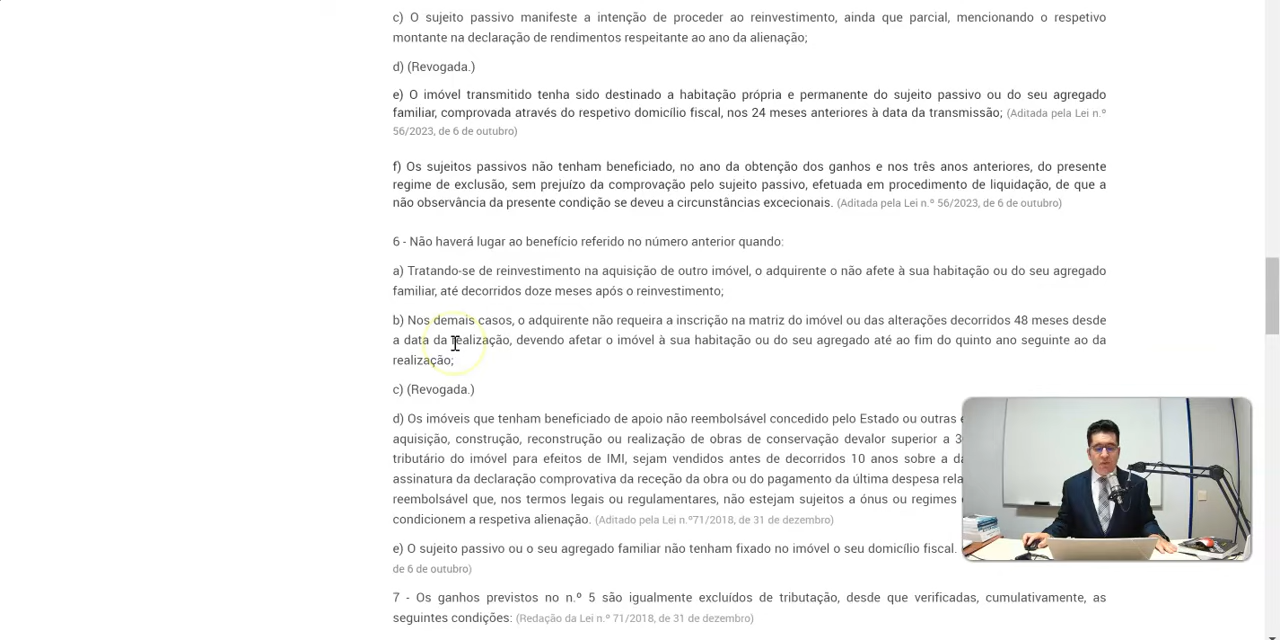 c) O sujeito passivo manifeste a intenção de proceder ao reinvestimento, ainda que parcial, mencionando o respetivo
montante na declaração de rendimentos respeitante ao ano da alienação;
d) (Revogada.)
e) O imóvel transmitido tenha sido destinado a habitação própria e permanente do sujeito passivo ou do seu agregado
familiar, comprovada através do respetivo domicílio fiscal, nos 24 meses anteriores à data da transmissão; (Aditada pela Lei n.º
56/2023, de 6 de outubro)
f) Os sujeitos passivos não tenham beneficiado, no ano da obtenção dos ganhos e nos três anos anteriores, do presente
regime de exclusão, sem prejuízo da comprovação pelo sujeito passivo, efetuada em procedimento de liquidação, de que a
não observância da presente condição se deveu a circunstâncias excecionais. (Aditada pela Lei n.º 56/2023, de 6 de outubro)
6 - Não haverá lugar ao benefício referido no número anterior quando:
a) Tratando-se de reinvestimento na aquisição de outro imóvel, o adquirente o não afete à sua habitação ou do seu agregado
familiar, até decorridos doze meses após o reinvestimento;
b) Nos demais casos, o adquirente não requeira a inscrição na matriz do imóvel ou das alterações decorridos 48 meses desde
a data da realização, devendo afetar o imóvel à sua habitação ou do seu agregado até ao fim do quinto ano seguinte ao da
realização;
c) (Revogada.)
d) Os imóveis que tenham beneficiado de apoio não reembolsável concedido pelo Estado ou outras
aquisição, construção, reconstrução ou realização de obras de conservação devalor superior a
tributário do imóvel para efeitos de IMI, sejam vendidos antes de decorridos 10 anos sobre a
assinatura da declaração comprovativa da receção da obra ou do pagamento da última despesa
reembolsável que, nos termos legais ou regulamentares, não estejam sujeitos a ónus ou regimes
condicionem a respetiva alienação. (Aditado pela Lei n.º71/2018, de 31 de dezembro)
e) O sujeito passivo ou o seu agregado familiar não tenham fixado no imóvel o seu domicílio fiscal.
de 6 de outubro)
7 - Os ganhos previstos no n.º 5 são igualmente excluídos de tributação, desde que verificadas, cumulativamente, as
seguintes condições: (Redação da Lei n.º 71/2018, de 31 de dezembro)